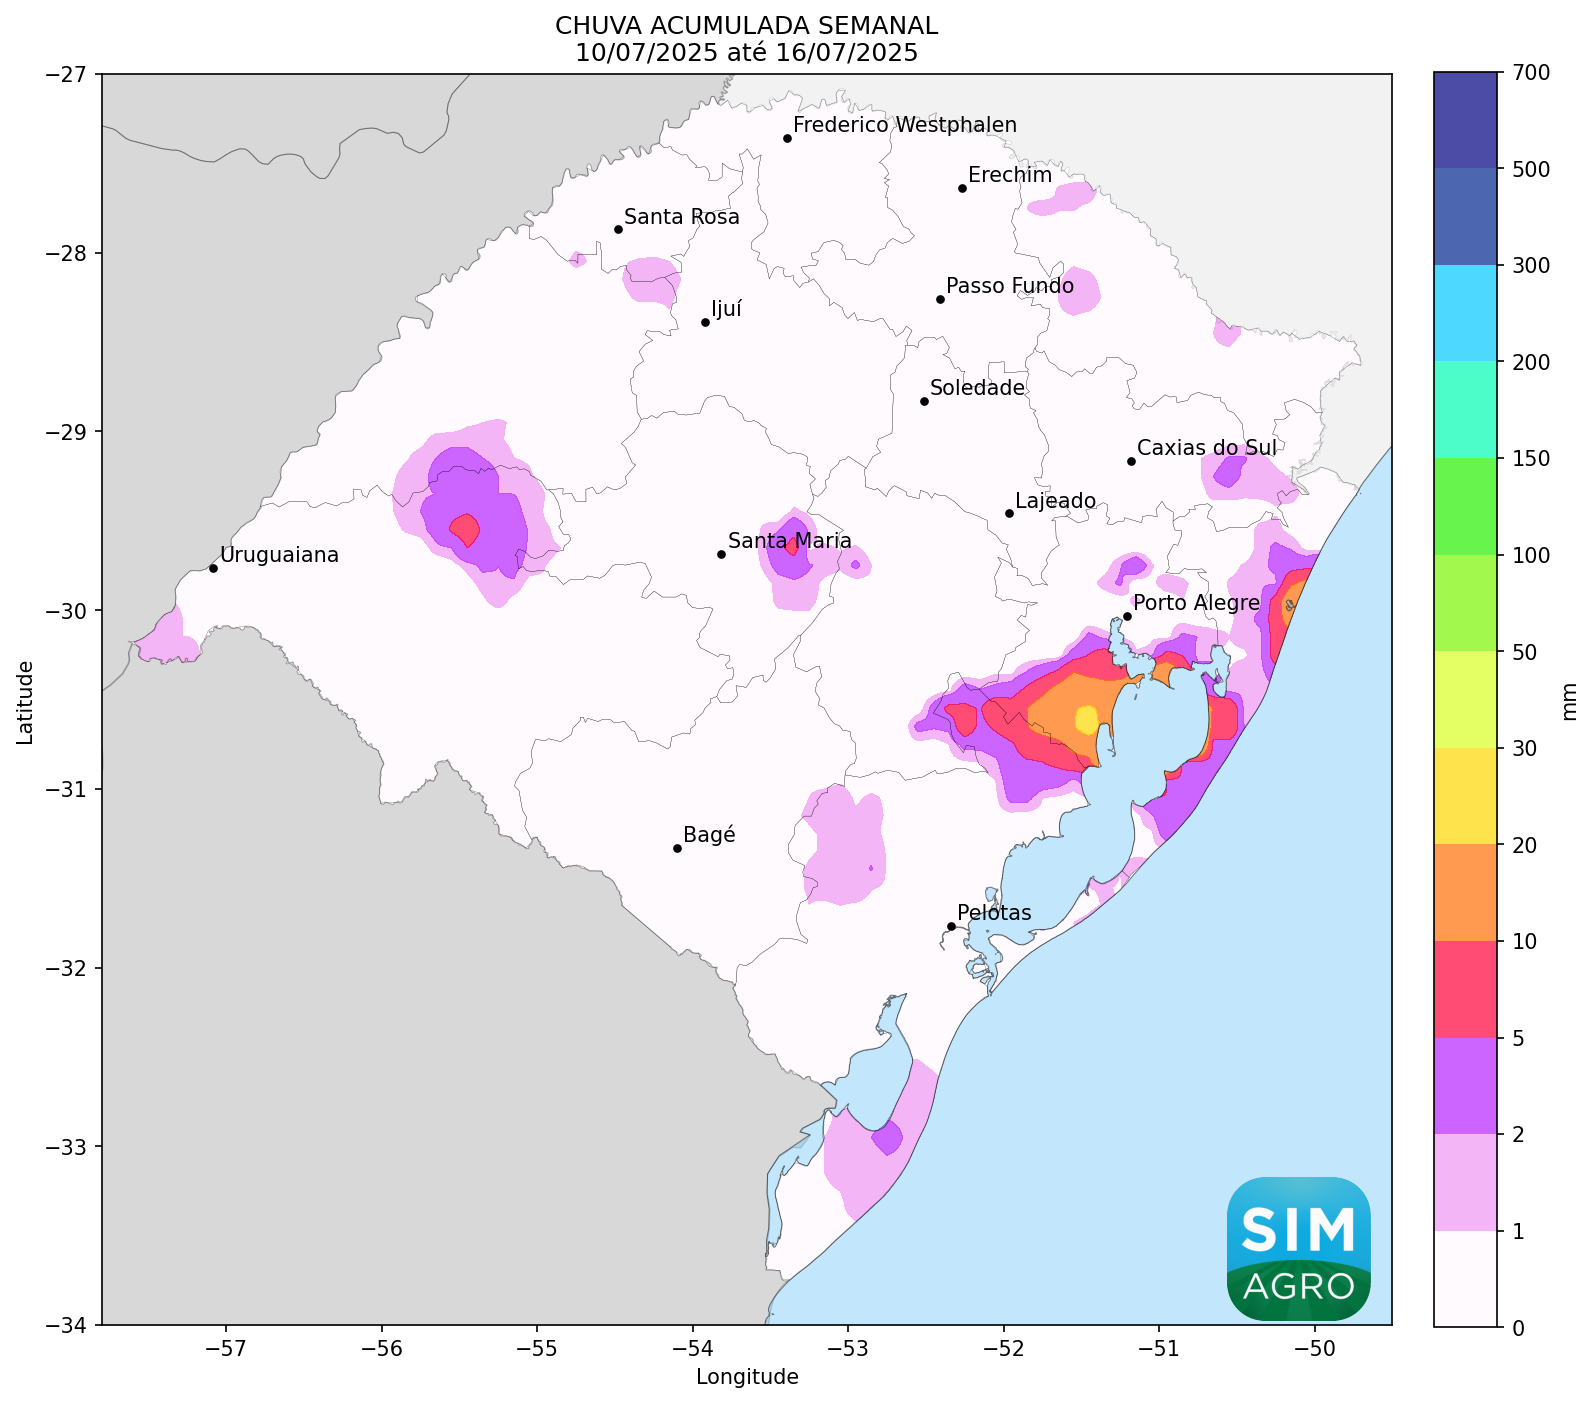 CHUVA ACUMULADA SEMANAL
10/07/2025 até 16/07/2025
−27
−28
−29
−30
−31
−32
−33
−34
Latitude
−57
−56
−55
−54
−53
−52
−51
−50
Longitude
Frederico Westphalen
Erechim
Santa Rosa
Passo Fundo
Ijuí
Soledade
Caxias do Sul
Lajeado
Santa Maria
Uruguaiana
Porto Alegre
Bagé
Pelotas
SIM
AGRO
700
500
300
200
150
100
50
30
20
10
5
2
1
0
mm